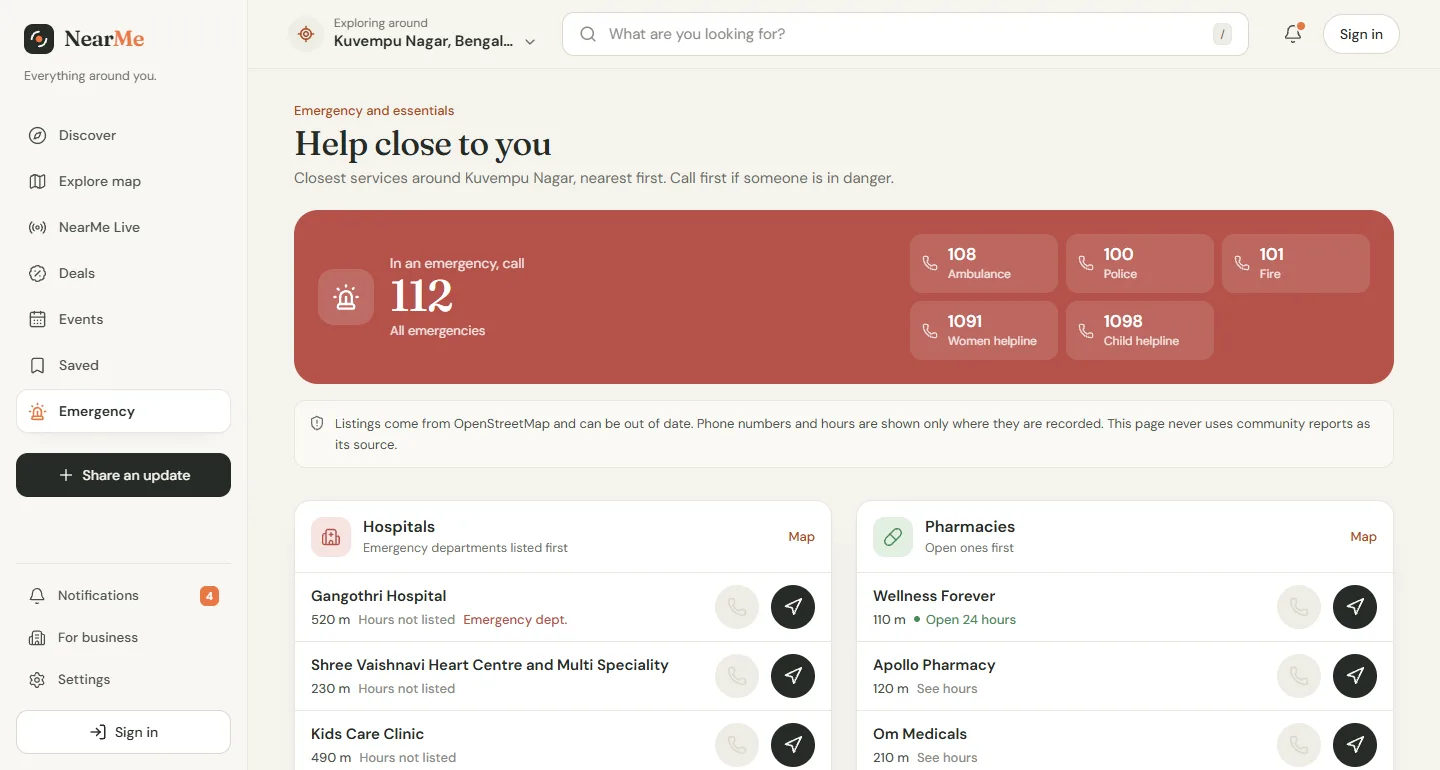 NearMe
Everything around you.
Discover
Explore map
NearMe Live
Deals
Events
Saved
Emergency
Share an update
Notifications
4
For business
Settings
Sign in
Exploring around
Kuvempu Nagar, Bengal...
What are you looking for?
/
Sign in
Emergency and essentials
Help close to you
Closest services around Kuvempu Nagar, nearest first. Call first if someone is in danger.
In an emergency, call
112
All emergencies
108
Ambulance
100
Police
101
Fire
1091
Women helpline
1098
Child helpline
Listings come from OpenStreetMap and can be out of date. Phone numbers and hours are shown only where they are recorded. This page never uses community reports as
its source.
Hospitals
Emergency departments listed first
Map
Gangothri Hospital
520 m Hours not listed Emergency dept.
Shree Vaishnavi Heart Centre and Multi Speciality
230 m Hours not listed
Kids Care Clinic
490 m Hours not listed
Pharmacies
Open ones first
Map
Wellness Forever
110 m • Open 24 hours
Apollo Pharmacy
120 m See hours
Om Medicals
210 m See hours